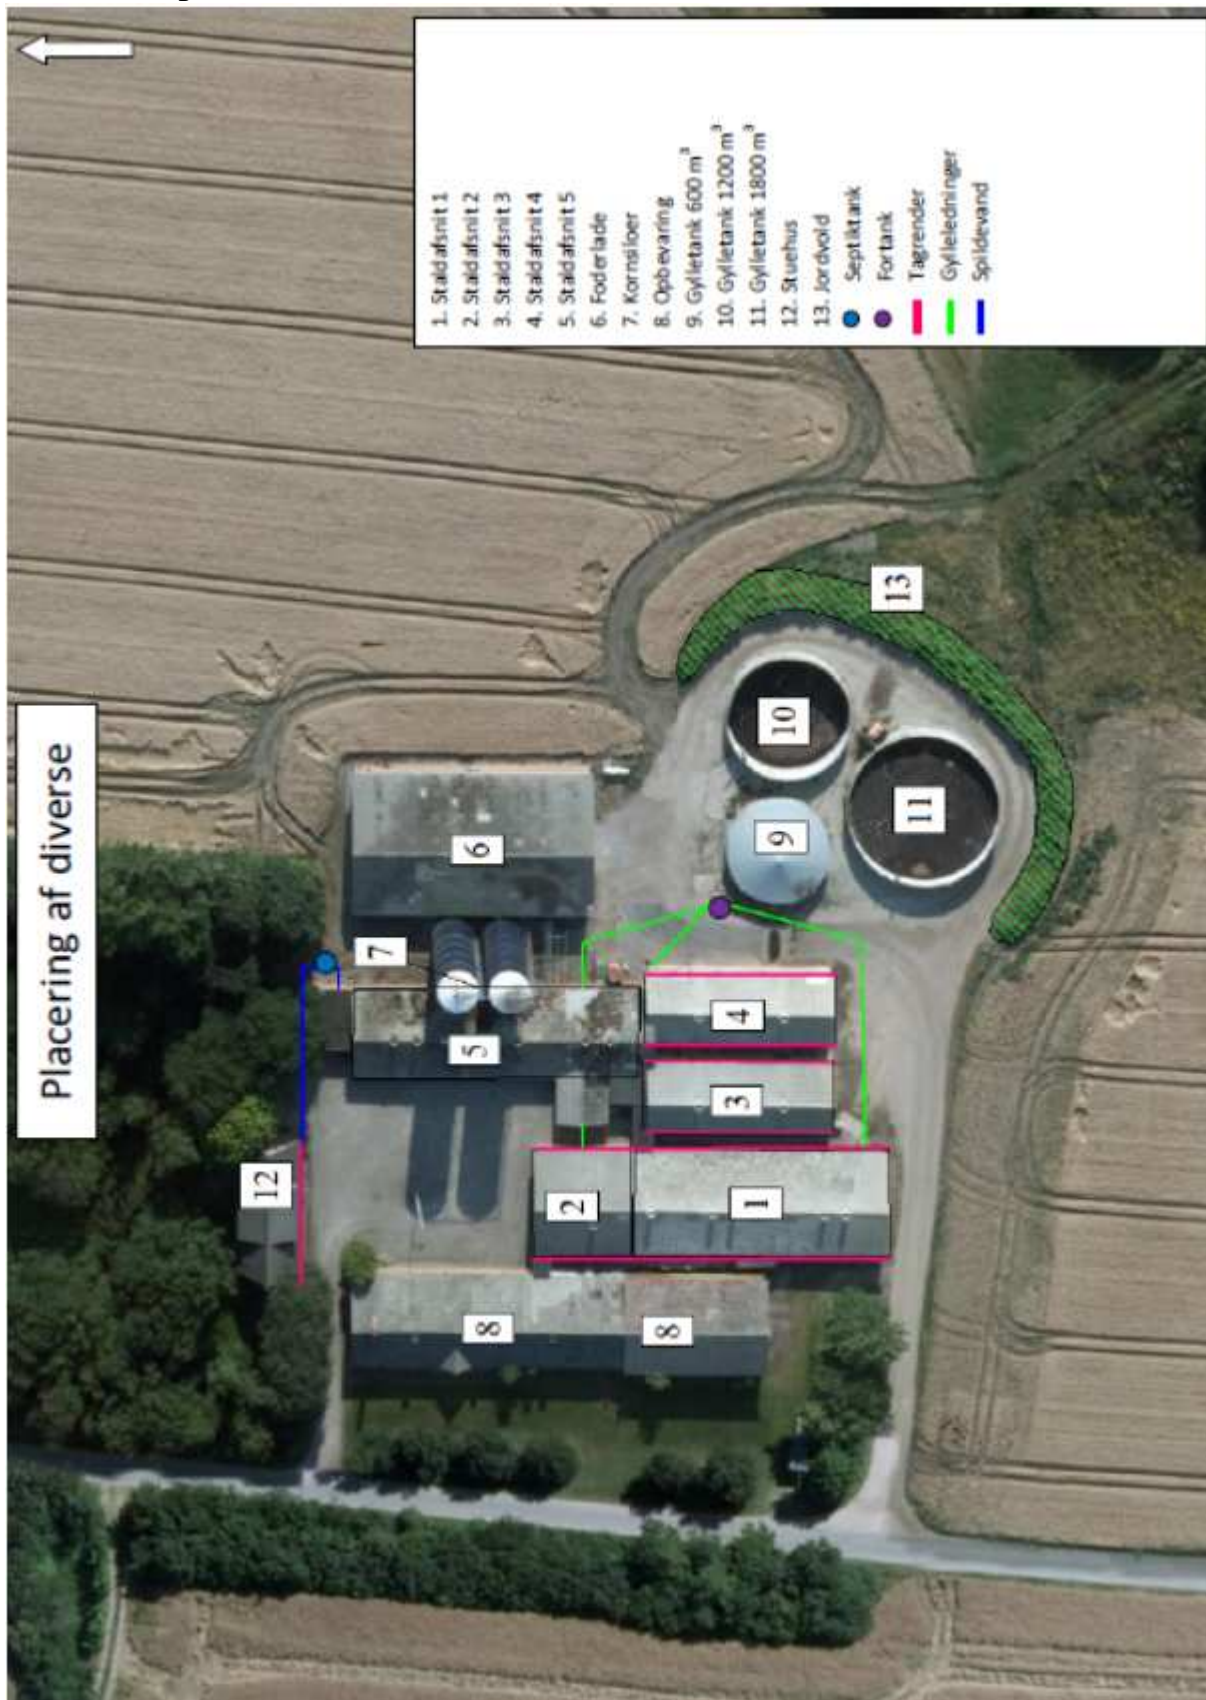 Placering af diverse
1. Staldafsnit 1
2. Staldafsnit 2
3. Staldafsnit 3
4. Staldafsnit 4
5. Staldafsnit 5
6. Foderlade
7. Kornsiloer
8. Opbevaring
9. Gylletank 600 m³
10. Gylletank 1200 m³
11. Gylletank 1800 m³
12. Stuehus
13. Jordvold
Septiktank
Fortank
Tagrender
Gylleledninger
Spildevand
12
7
6
5
8
8
2
1
3
4
9
10
11
13